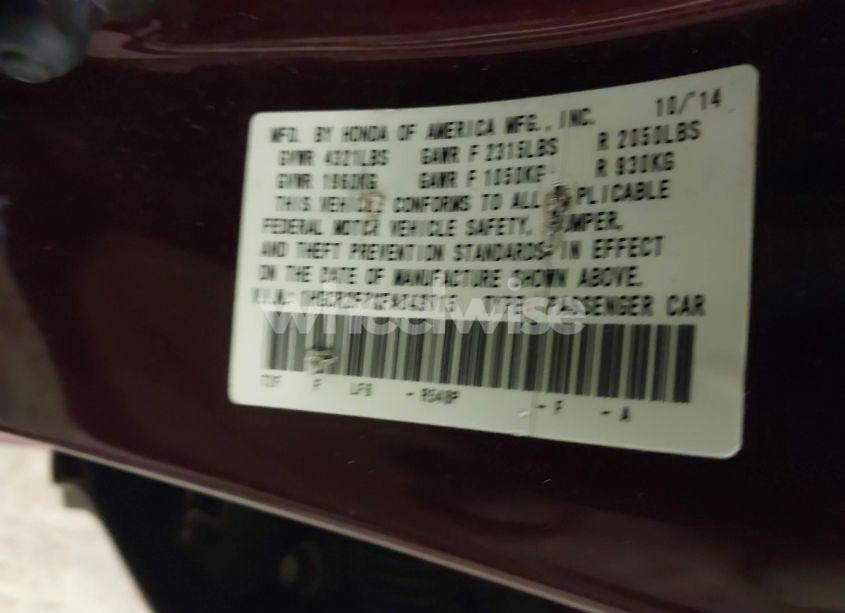 MFD. BY HONDA OF AMERICA MFG., INC. 10/'14
GVWR 4321LBS GAWR F 2315LBS R 2050LBS
GVWR 1960KG GAWR F 1050KG R 930KG
THIS VEHICLE CONFORMS TO ALL APPLICABLE
FEDERAL MOTOR VEHICLE SAFETY, BUMPER,
AND THEFT PREVENTION STANDARDS IN EFFECT
ON THE DATE OF MANUFACTURE SHOWN ABOVE.
V.I.N.: TYPE: PASSENGER CAR
wheelwise
F -R548P -F -A